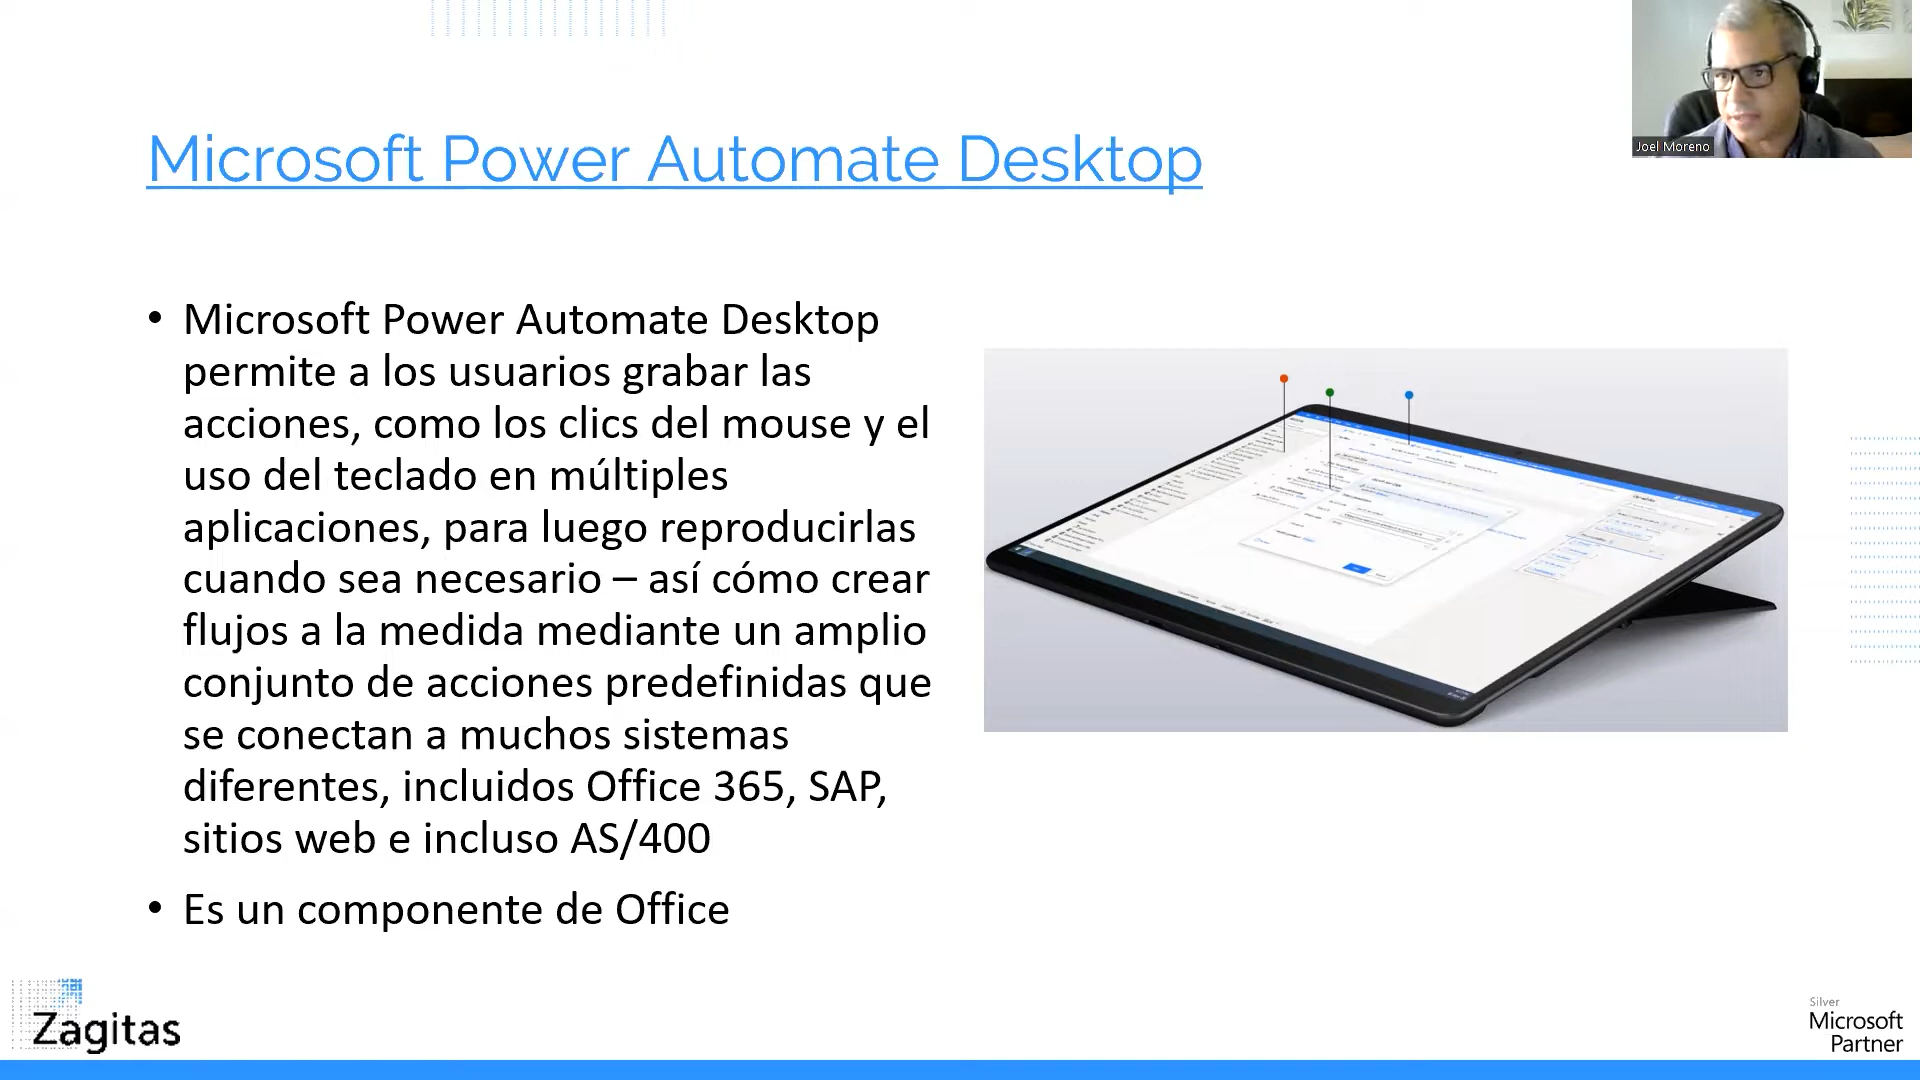 Joel Moreno
Microsoft Power Automate Desktop
• Microsoft Power Automate Desktop
permite a los usuarios grabar las
acciones, como los clics del mouse y el
uso del teclado en múltiples
aplicaciones, para luego reproducirlas
cuando sea necesario – así cómo crear
flujos a la medida mediante un amplio
conjunto de acciones predefinidas que
se conectan a muchos sistemas
diferentes, incluidos Office 365, SAP,
sitios web e incluso AS/400
• Es un componente de Office
Zagitas
Silver
Microsoft
Partner